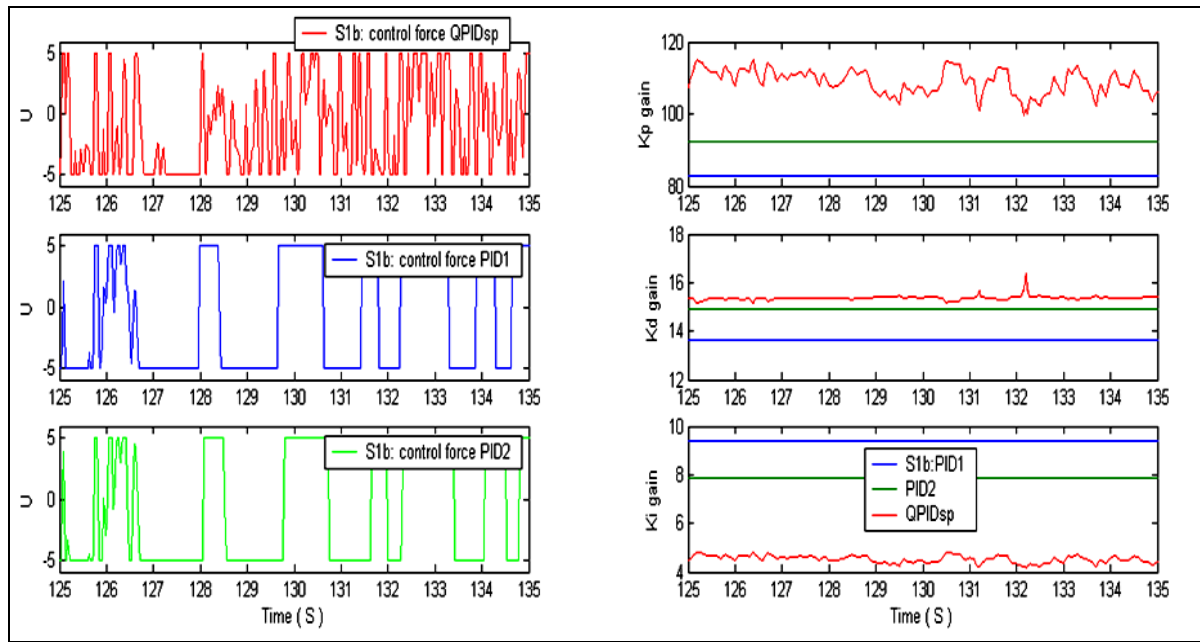 S1b: control force QPIDsp
U
5
0
-5
125 126 127 128 129 130 131 132 133 134 135
S1b: control force PID1
U
5
0
-5
125 126 127 128 129 130 131 132 133 134 135
S1b: control force PID2
U
5
0
-5
125 126 127 128 129 130 131 132 133 134 135
Time ( S )
Kp gain
120
100
80
125 126 127 128 129 130 131 132 133 134 135
Kd gain
18
16
14
12
125 126 127 128 129 130 131 132 133 134 135
Ki gain
10
8
6
4
S1b:PID1
PID2
QPIDsp
125 126 127 128 129 130 131 132 133 134 135
Time ( S )